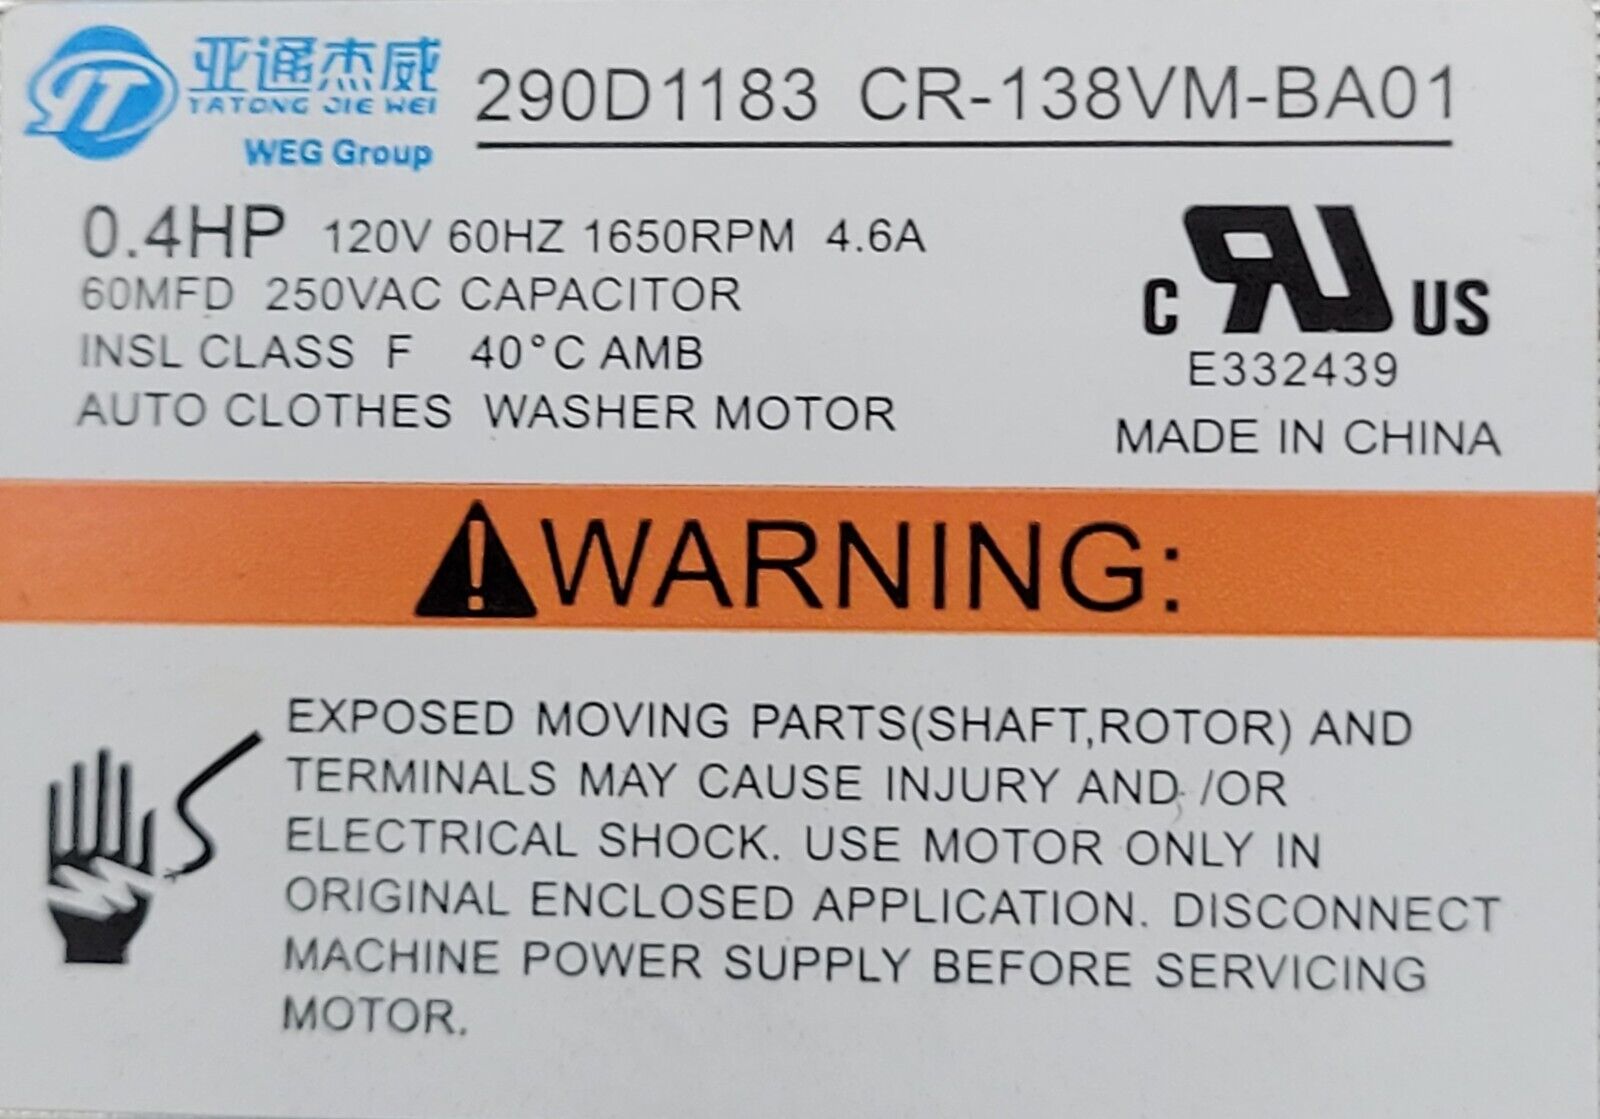 亚通杰威
YATONG JIE WEI
WEG Group
290D1183 CR-138VM-BA01
0.4HP 120V 60HZ 1650RPM 4.6A
60MFD 250VAC CAPACITOR
INSL CLASS F 40°C AMB
AUTO CLOTHES WASHER MOTOR
C RU US
E332439
MADE IN CHINA
WARNING:
EXPOSED MOVING PARTS(SHAFT,ROTOR) AND
TERMINALS MAY CAUSE INJURY AND /OR
ELECTRICAL SHOCK. USE MOTOR ONLY IN
ORIGINAL ENCLOSED APPLICATION. DISCONNECT
MACHINE POWER SUPPLY BEFORE SERVICING
MOTOR.